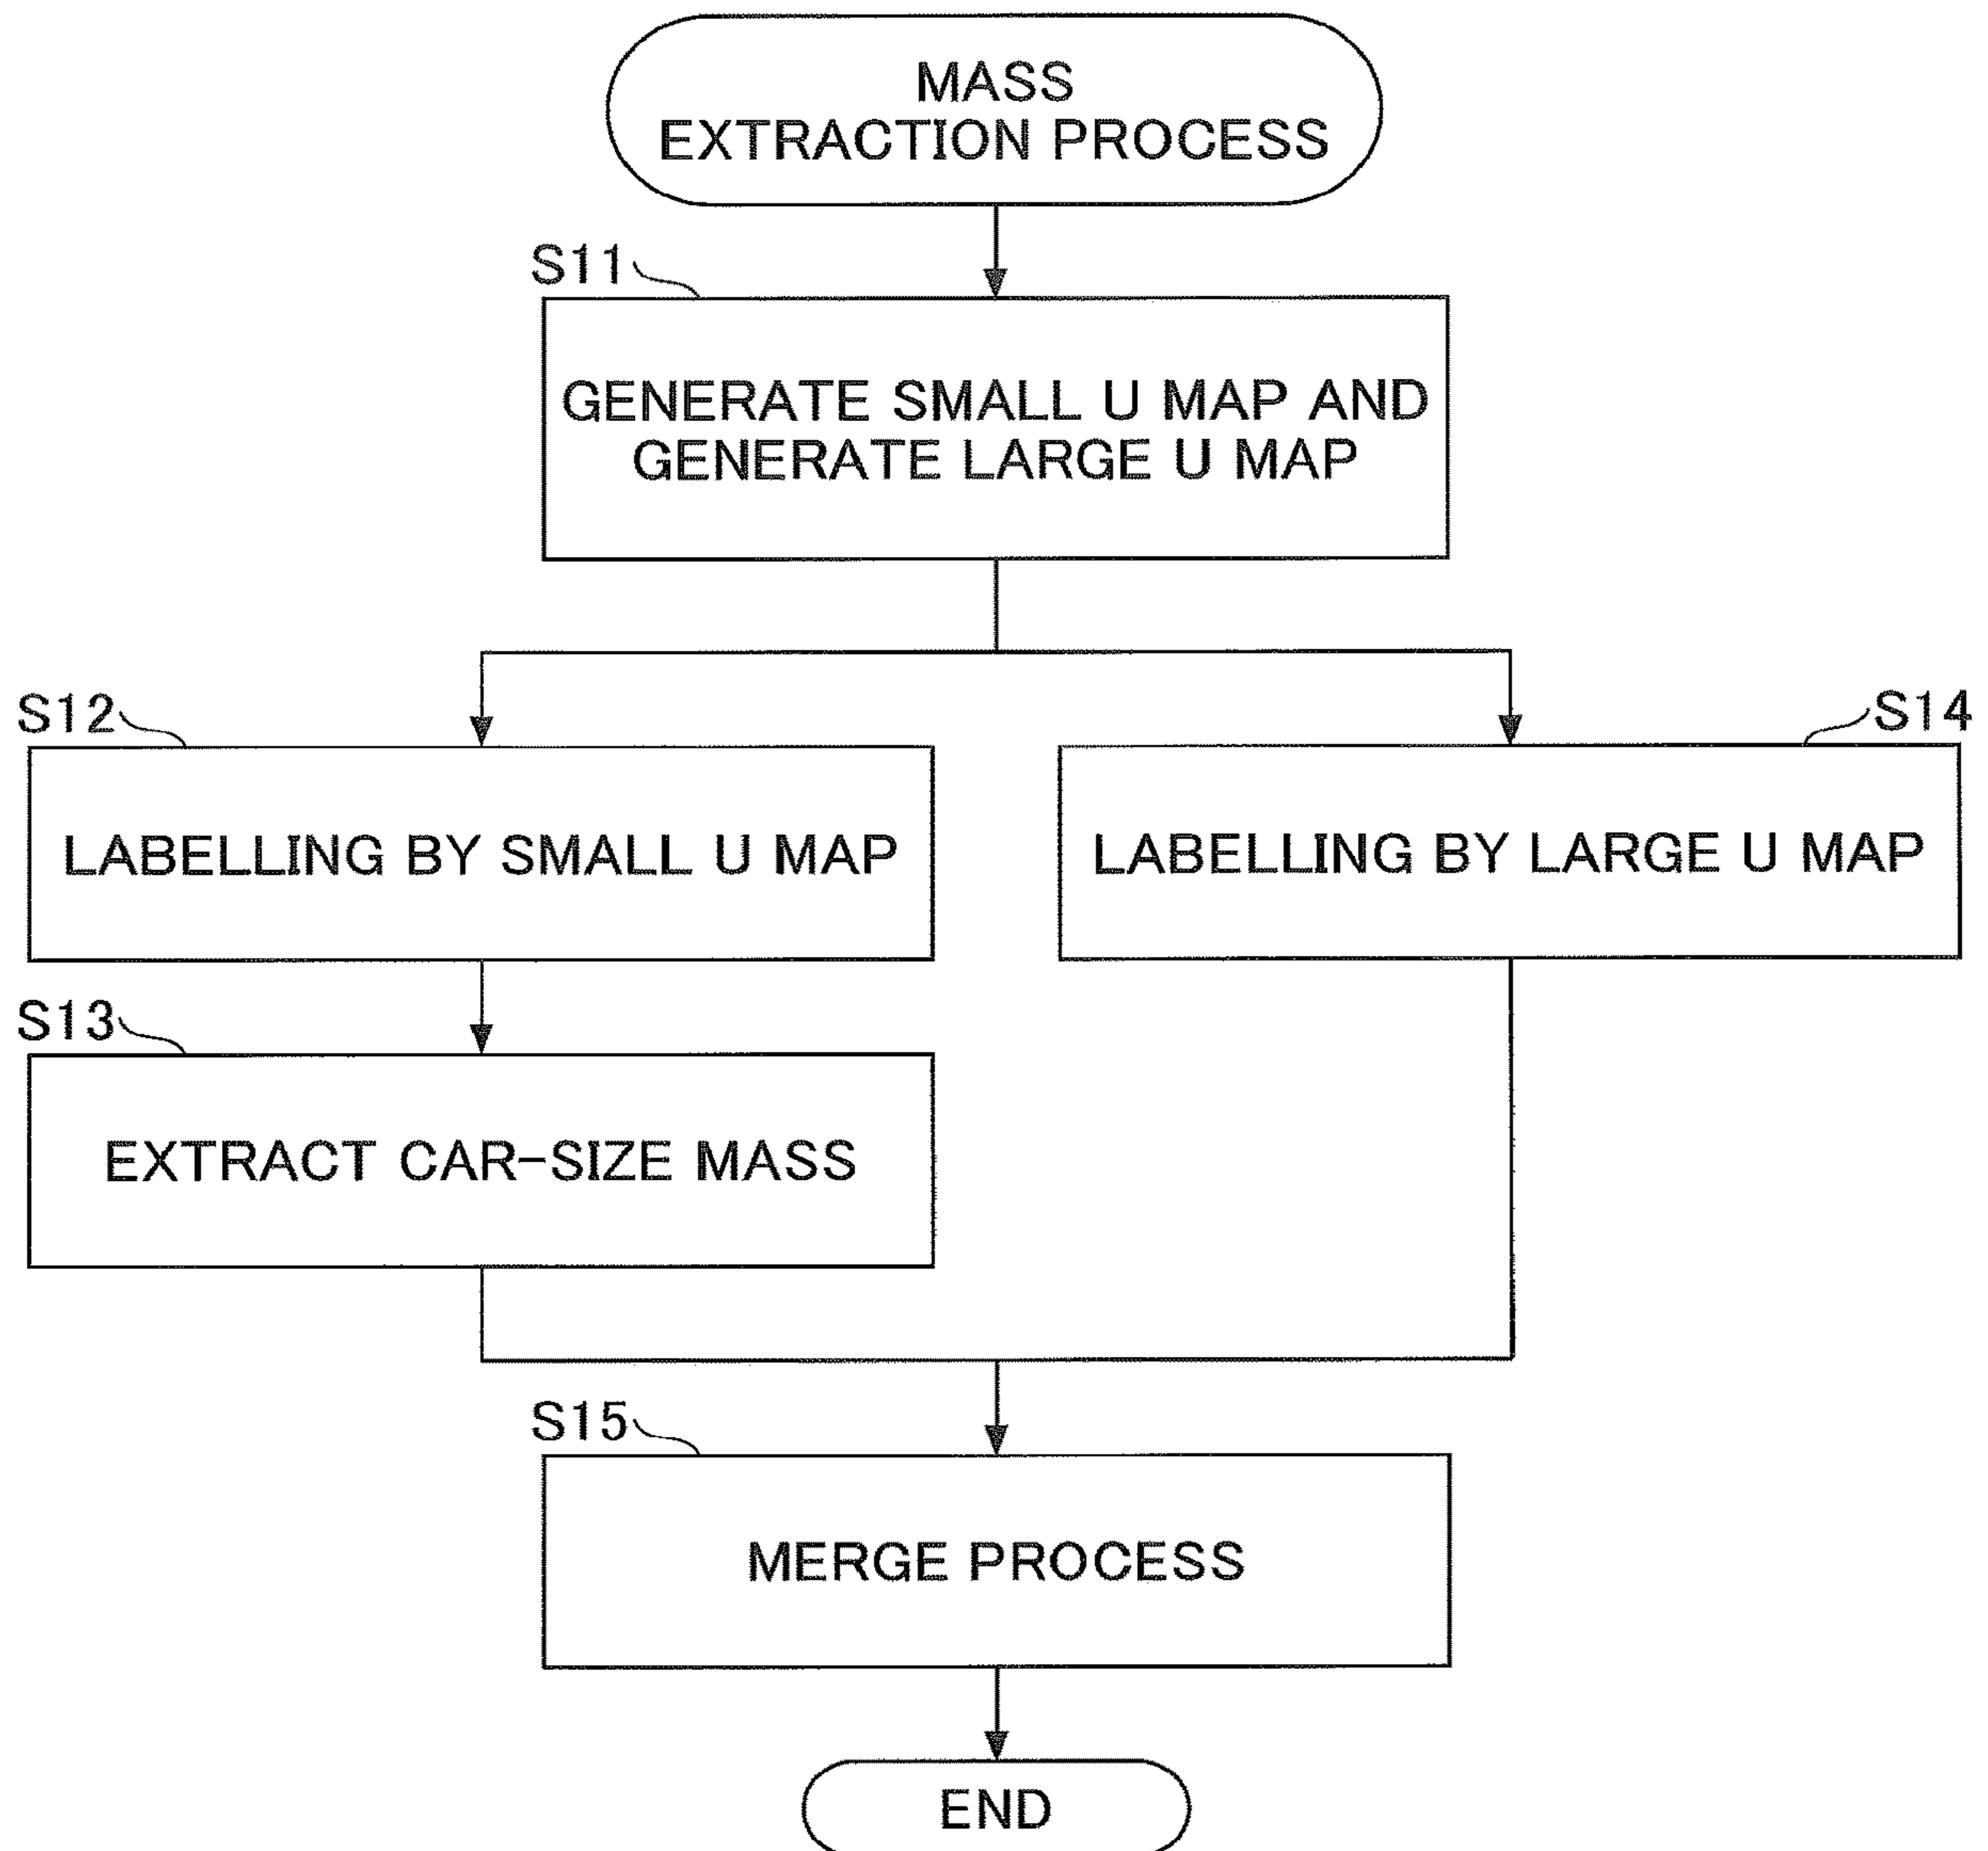 MASS
EXTRACTION PROCESS
S11
GENERATE SMALL U MAP AND
GENERATE LARGE U MAP
S12
LABELLING BY SMALL U MAP
S14
LABELLING BY LARGE U MAP
S13
EXTRACT CAR-SIZE MASS
S15
MERGE PROCESS
END